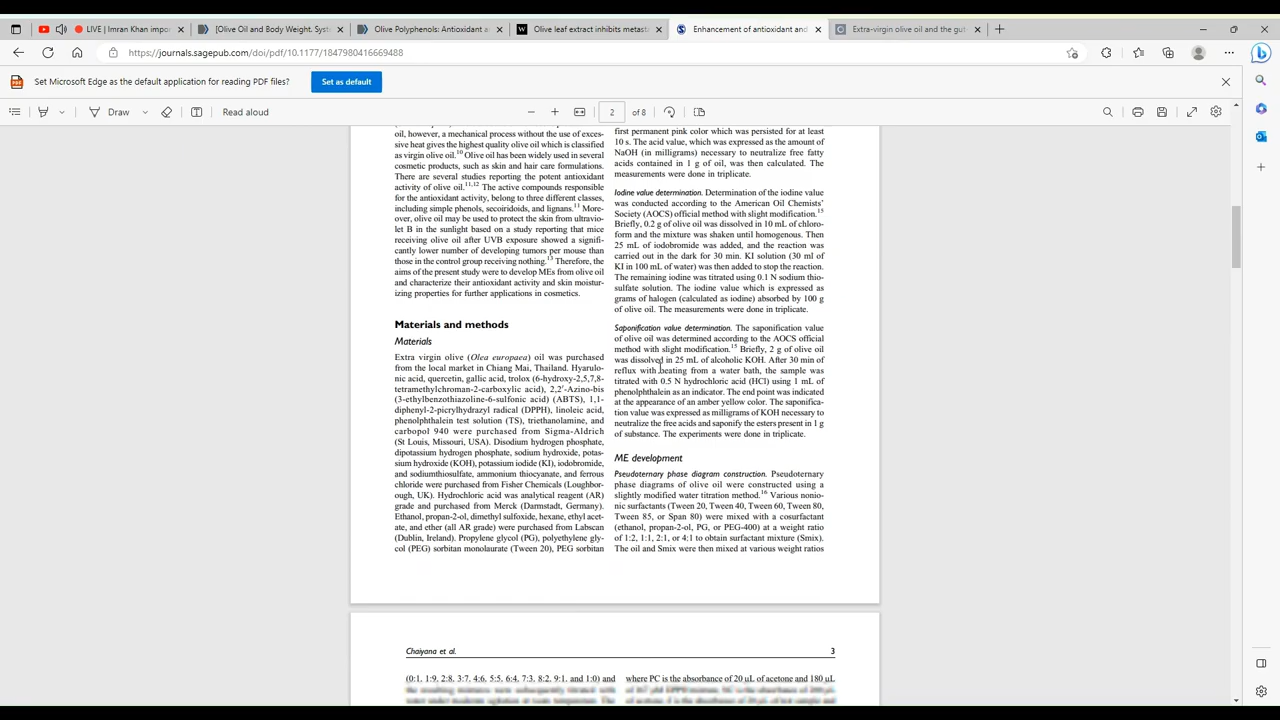 LIVE | Imran Khan impor
[Olive Oil and Body Weight. Syst
Olive Polyphenols: Antioxidant a
W
Olive leaf extract inhibits metasta
Enhancement of antioxidant and
Extra-virgin olive oil and the gut
https://journals.sagepub.com/doi/pdf/10.1177/1847980416669488
Set Microsoft Edge as the default application for reading PDF files?
Set as default
Draw
Read aloud
2
of 8
oil, however, a mechanical process without the use of exces-
sive heat gives the highest quality olive oil which is classified
as virgin olive oil.10 Olive oil has been widely used in several
cosmetic products, such as skin and hair care formulations.
There are several studies reporting the potent antioxidant
activity of olive oil.11,12 The active compounds responsible
for the antioxidant activity, belong to three different classes,
including simple phenols, secoiridoids, and lignans.11 More-
over, olive oil may be used to protect the skin from ultravio-
let B in the sunlight based on a study reporting that mice
receiving olive oil after UVB exposure showed a signifi-
cantly lower number of developing tumors per mouse than
those in the control group receiving nothing.13 Therefore, the
aims of the present study were to develop MEs from olive oil
and characterize their antioxidant activity and skin moistur-
izing properties for further applications in cosmetics.
Materials and methods
Materials
Extra virgin olive (Olea europaea) oil was purchased
from the local market in Chiang Mai, Thailand. Hyaluro-
nic acid, quercetin, gallic acid, trolox (6-hydroxy-2,5,7,8-
tetramethylchroman-2-carboxylic acid), 2,2′-Azino-bis
(3-ethylbenzothiazoline-6-sulfonic acid) (ABTS), 1,1-
diphenyl-2-picrylhydrazyl radical (DPPH), linoleic acid,
phenolphthalein test solution (TS), triethanolamine, and
carbopol 940 were purchased from Sigma-Aldrich
(St Louis, Missouri, USA). Disodium hydrogen phosphate,
dipotassium hydrogen phosphate, sodium hydroxide, potas-
sium hydroxide (KOH), potassium iodide (KI), iodobromide,
and sodiumthiosulfate, ammonium thiocyanate, and ferrous
chloride were purchased from Fisher Chemicals (Loughbor-
ough, UK). Hydrochloric acid was analytical reagent (AR)
grade and purchased from Merck (Darmstadt, Germany).
Ethanol, propan-2-ol, dimethyl sulfoxide, hexane, ethyl acet-
ate, and ether (all AR grade) were purchased from Labscan
(Dublin, Ireland). Propylene glycol (PG), polyethylene gly-
col (PEG) sorbitan monolaurate (Tween 20), PEG sorbitan
first permanent pink color which was persisted for at least
10 s. The acid value, which was expressed as the amount of
NaOH (in milligrams) necessary to neutralize free fatty
acids contained in 1 g of oil, was then calculated. The
measurements were done in triplicate.
Iodine value determination. Determination of the iodine value
was conducted according to the American Oil Chemists'
Society (AOCS) official method with slight modification.15
Briefly, 0.2 g of olive oil was dissolved in 10 mL of chloro-
form and the mixture was shaken until homogenous. Then
25 mL of iodobromide was added, and the reaction was
carried out in the dark for 30 min. KI solution (30 ml of
KI in 100 mL of water) was then added to stop the reaction.
The remaining iodine was titrated using 0.1 N sodium thio-
sulfate solution. The iodine value which is expressed as
grams of halogen (calculated as iodine) absorbed by 100 g
of olive oil. The measurements were done in triplicate.
Saponification value determination. The saponification value
of olive oil was determined according to the AOCS official
method with slight modification.15 Briefly, 2 g of olive oil
was dissolved in 25 mL of alcoholic KOH. After 30 min of
reflux with heating from a water bath, the sample was
titrated with 0.5 N hydrochloric acid (HCl) using 1 mL of
phenolphthalein as an indicator. The end point was indicated
at the appearance of an amber yellow color. The saponifica-
tion value was expressed as milligrams of KOH necessary to
neutralize the free acids and saponify the esters present in 1 g
of substance. The experiments were done in triplicate.
ME development
Pseudoternary phase diagram construction. Pseudoternary
phase diagrams of olive oil were constructed using a
slightly modified water titration method.16 Various nonio-
nic surfactants (Tween 20, Tween 40, Tween 60, Tween 80,
Tween 85, or Span 80) were mixed with a cosurfactant
(ethanol, propan-2-ol, PG, or PEG-400) at a weight ratio
of 1:2, 1:1, 2:1, or 4:1 to obtain surfactant mixture (Smix).
The oil and Smix were then mixed at various weight ratios
Chaiyana et al.
3
(0:1, 1:9, 2:8, 3:7, 4:6, 5:5, 6:4, 7:3, 8:2, 9:1, and 1:0) and
where PC is the absorbance of 20 μL of acetone and 180 μL